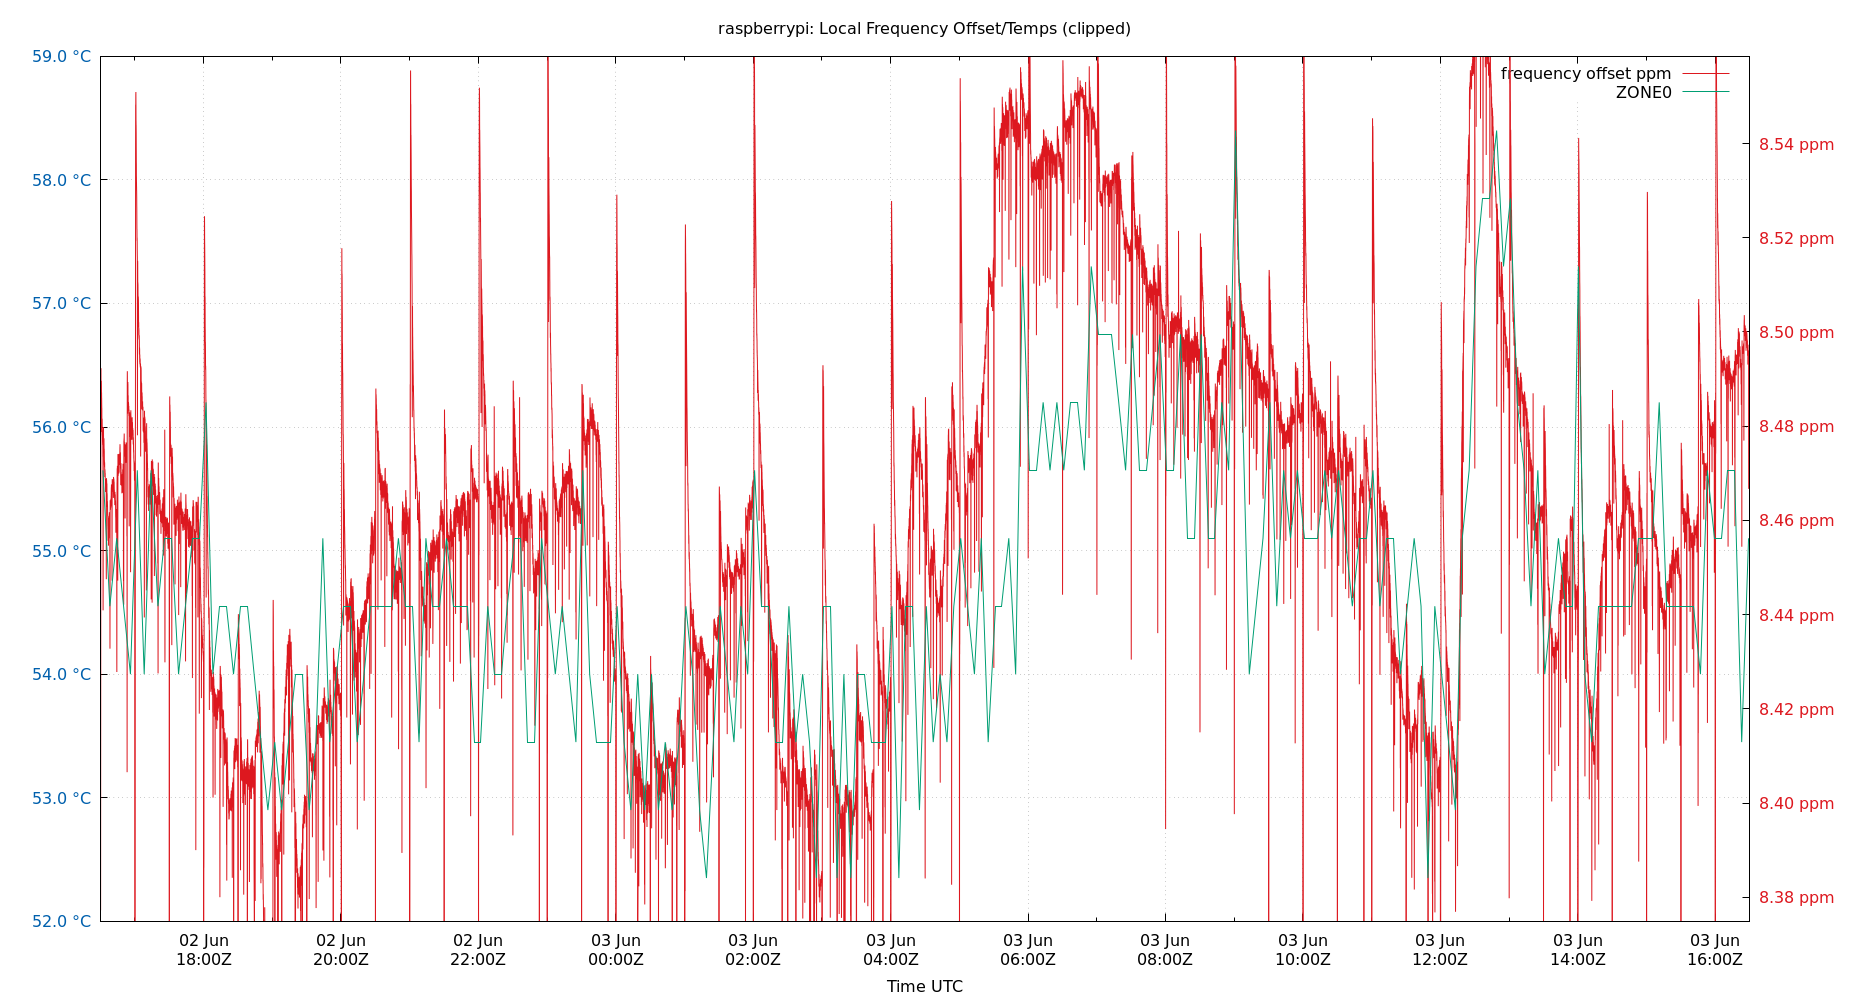 raspberrypi: Local Frequency Offset/Temps (clipped)
59.0 °C
58.0 °C
57.0 °C
56.0 °C
55.0 °C
54.0 °C
53.0 °C
52.0 °C
frequency offset ppm
ZONE0
8.54 ppm
8.52 ppm
8.50 ppm
8.48 ppm
8.46 ppm
8.44 ppm
8.42 ppm
8.40 ppm
8.38 ppm
02 Jun
18:00Z
02 Jun
20:00Z
02 Jun
22:00Z
03 Jun
00:00Z
03 Jun
02:00Z
03 Jun
04:00Z
03 Jun
06:00Z
03 Jun
08:00Z
03 Jun
10:00Z
03 Jun
12:00Z
03 Jun
14:00Z
03 Jun
16:00Z
Time UTC